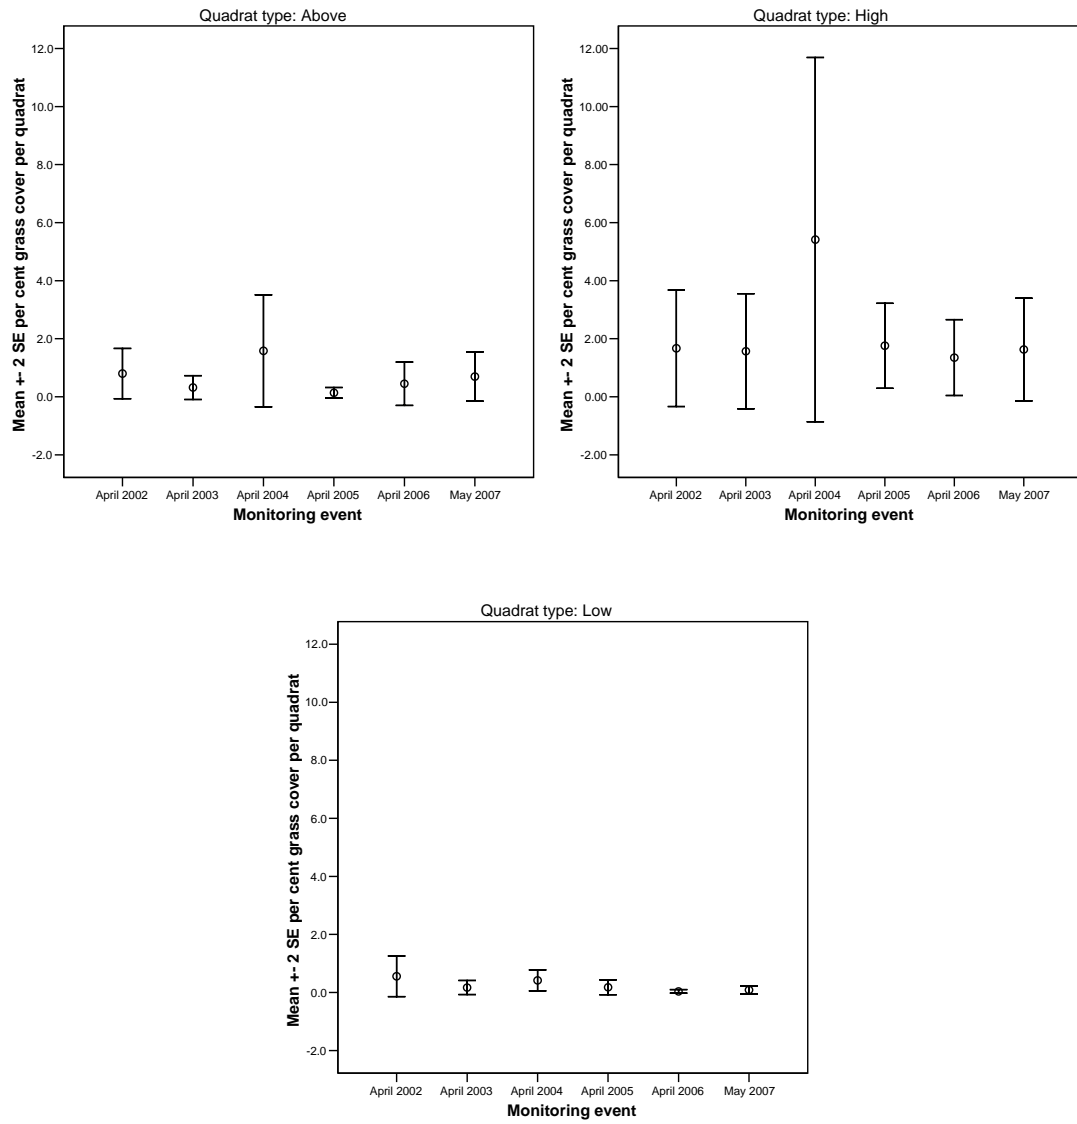 Quadrat type: Above
Mean +- 2 SE per cent grass cover per quadrat
12.0
10.0
8.0
6.0
4.0
2.0
0.0
-2.0
April 2002 April 2003 April 2004 April 2005 April 2006 May 2007
Monitoring event
Quadrat type: High
Mean +- 2 SE per cent grass cover per quadrat
12.00
10.00
8.00
6.00
4.00
2.00
0.00
-2.00
April 2002 April 2003 April 2004 April 2005 April 2006 May 2007
Monitoring event
Quadrat type: Low
Mean +- 2 SE per cent grass cover per quadrat
12.0
10.0
8.0
6.0
4.0
2.0
0.0
-2.0
April 2002 April 2003 April 2004 April 2005 April 2006 May 2007
Monitoring event